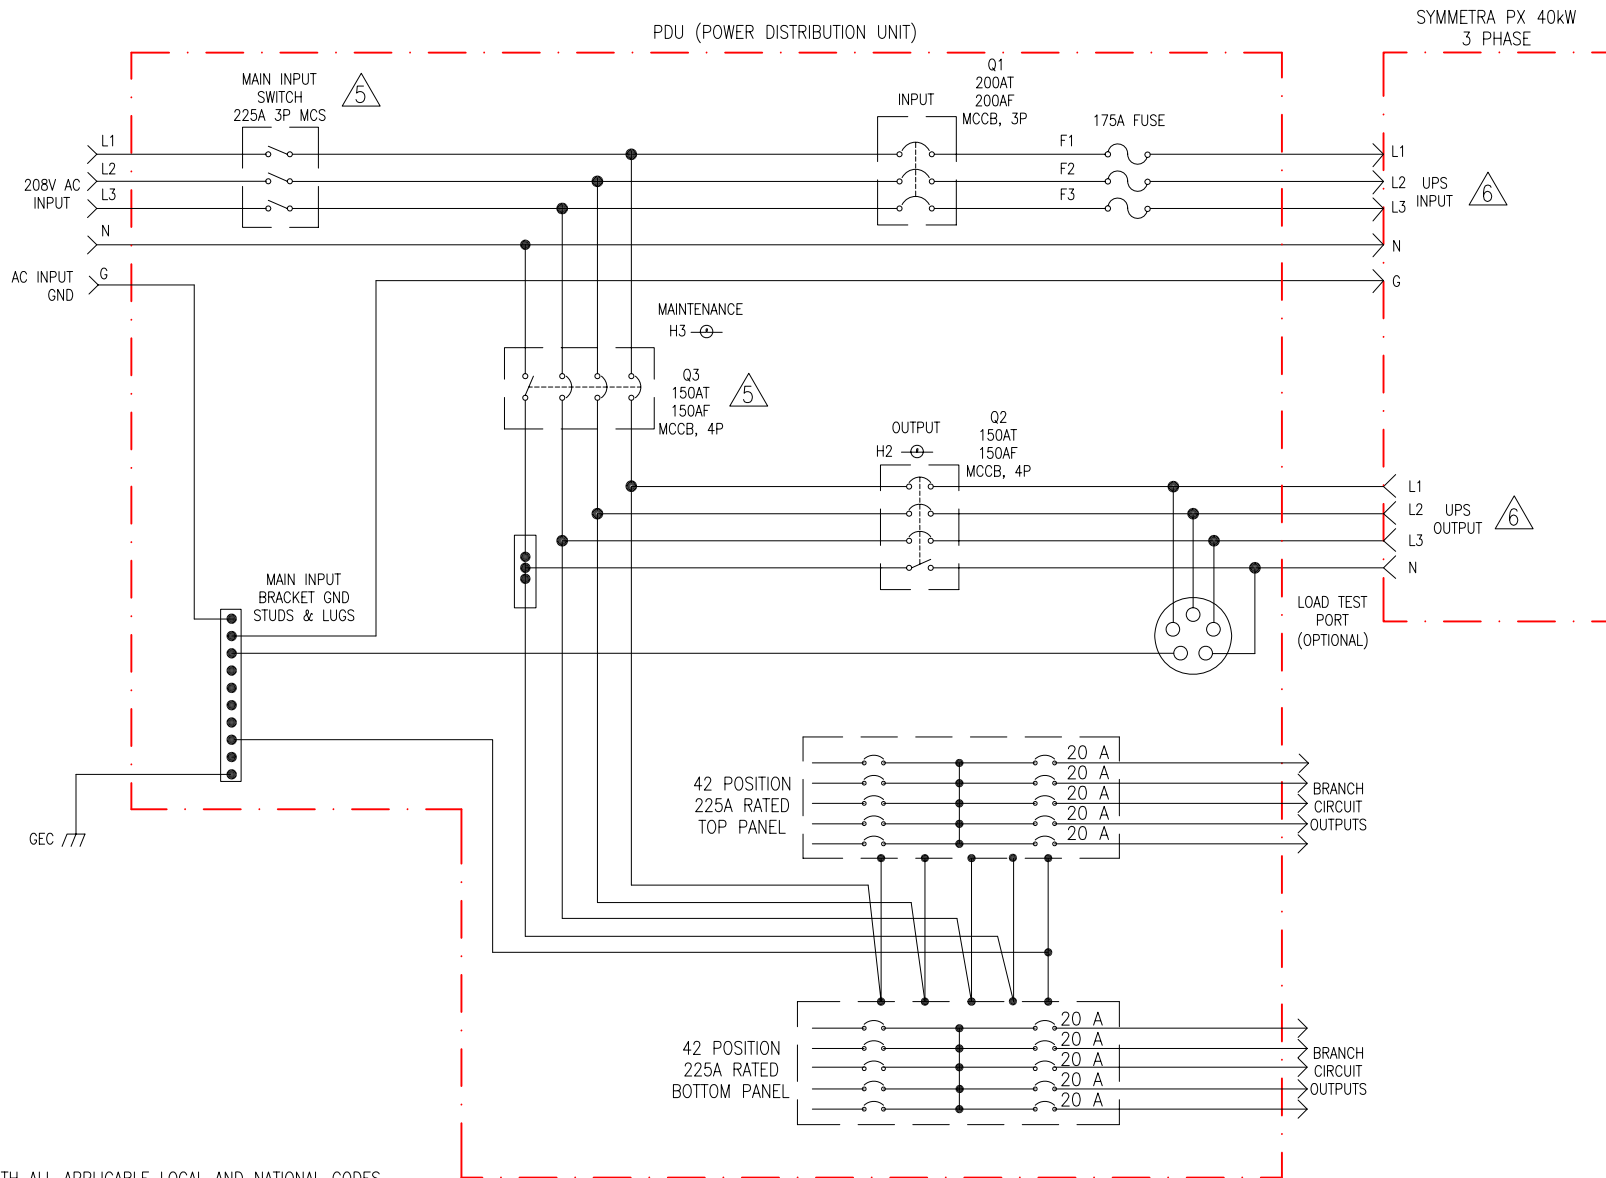 PDU (POWER DISTRIBUTION UNIT)
SYMMETRA PX 40kW
3 PHASE
MAIN INPUT
SWITCH
225A 3P MCS
5
INPUT
Q1
200AT
200AF
MCCB, 3P
175A FUSE
L1
L2
L3
N
208V AC
INPUT
AC INPUT
GND
G
F1
F2
F3
L1
L2
L3
N
G
UPS
INPUT
6
MAINTENANCE
H3
Q3
150AT
150AF
MCCB, 4P
5
OUTPUT
H2
Q2
150AT
150AF
MCCB, 4P
L1
L2
L3
N
UPS
OUTPUT
6
MAIN INPUT
BRACKET GND
STUDS & LUGS
LOAD TEST
PORT
(OPTIONAL)
GEC
42 POSITION
225A RATED
TOP PANEL
20 A
20 A
20 A
20 A
20 A
BRANCH
CIRCUIT
OUTPUTS
42 POSITION
225A RATED
BOTTOM PANEL
20 A
20 A
20 A
20 A
20 A
BRANCH
CIRCUIT
OUTPUTS
ALL APPLICABLE LOCAL AND NATIONAL CODES